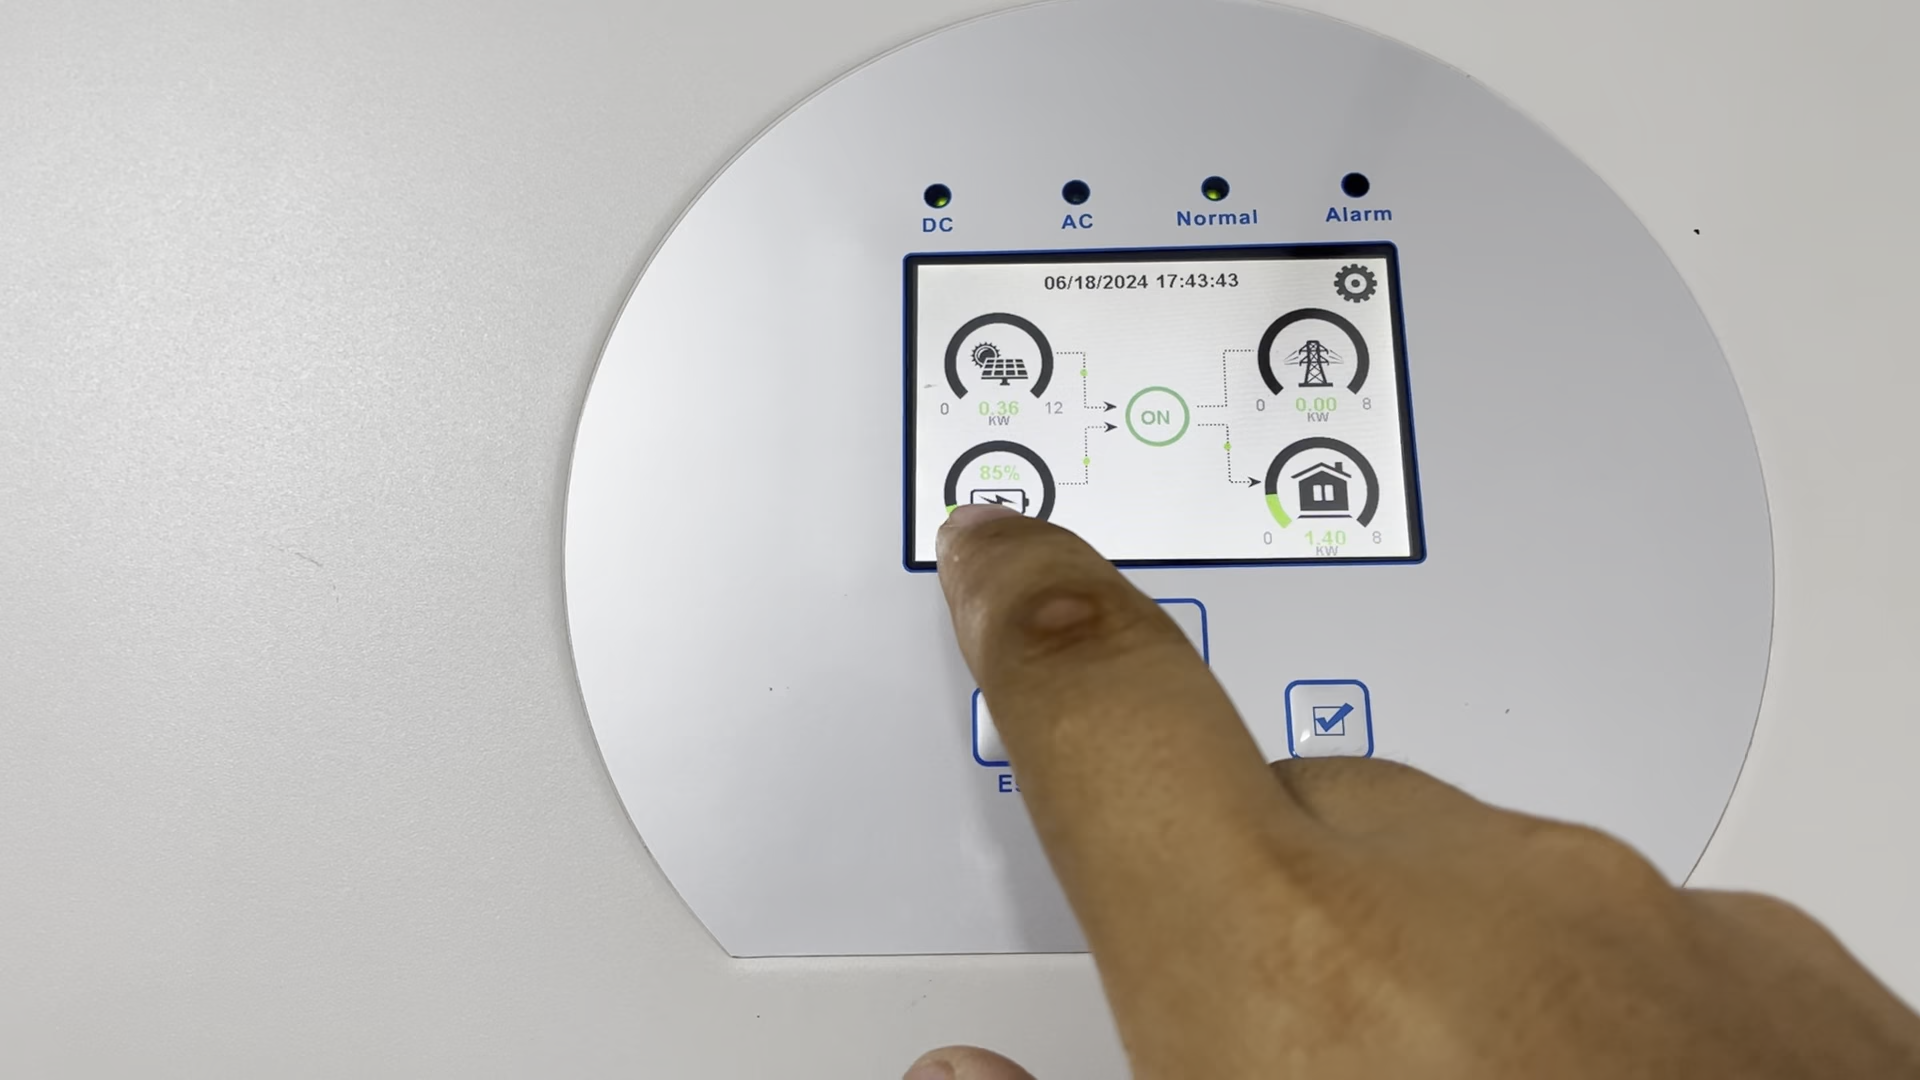 DC AC Normal Alarm
06/18/2024 17:43:43
0 0.36 12
KW
0 0.00 8
KW
ON
85%
0 1.40 8
KW